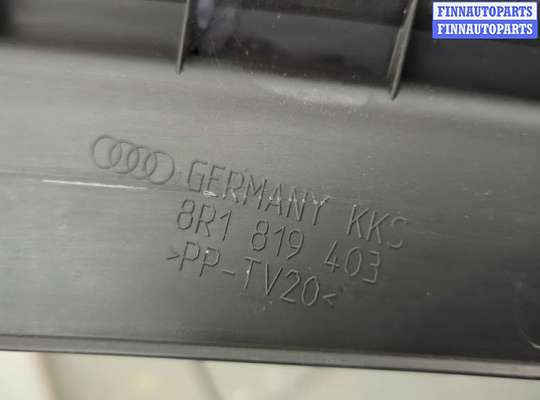 FINNAUTOPARTS
FINNAUTOPARTS
GERMANY KKS
8R1 819 403
>PP-TV20<